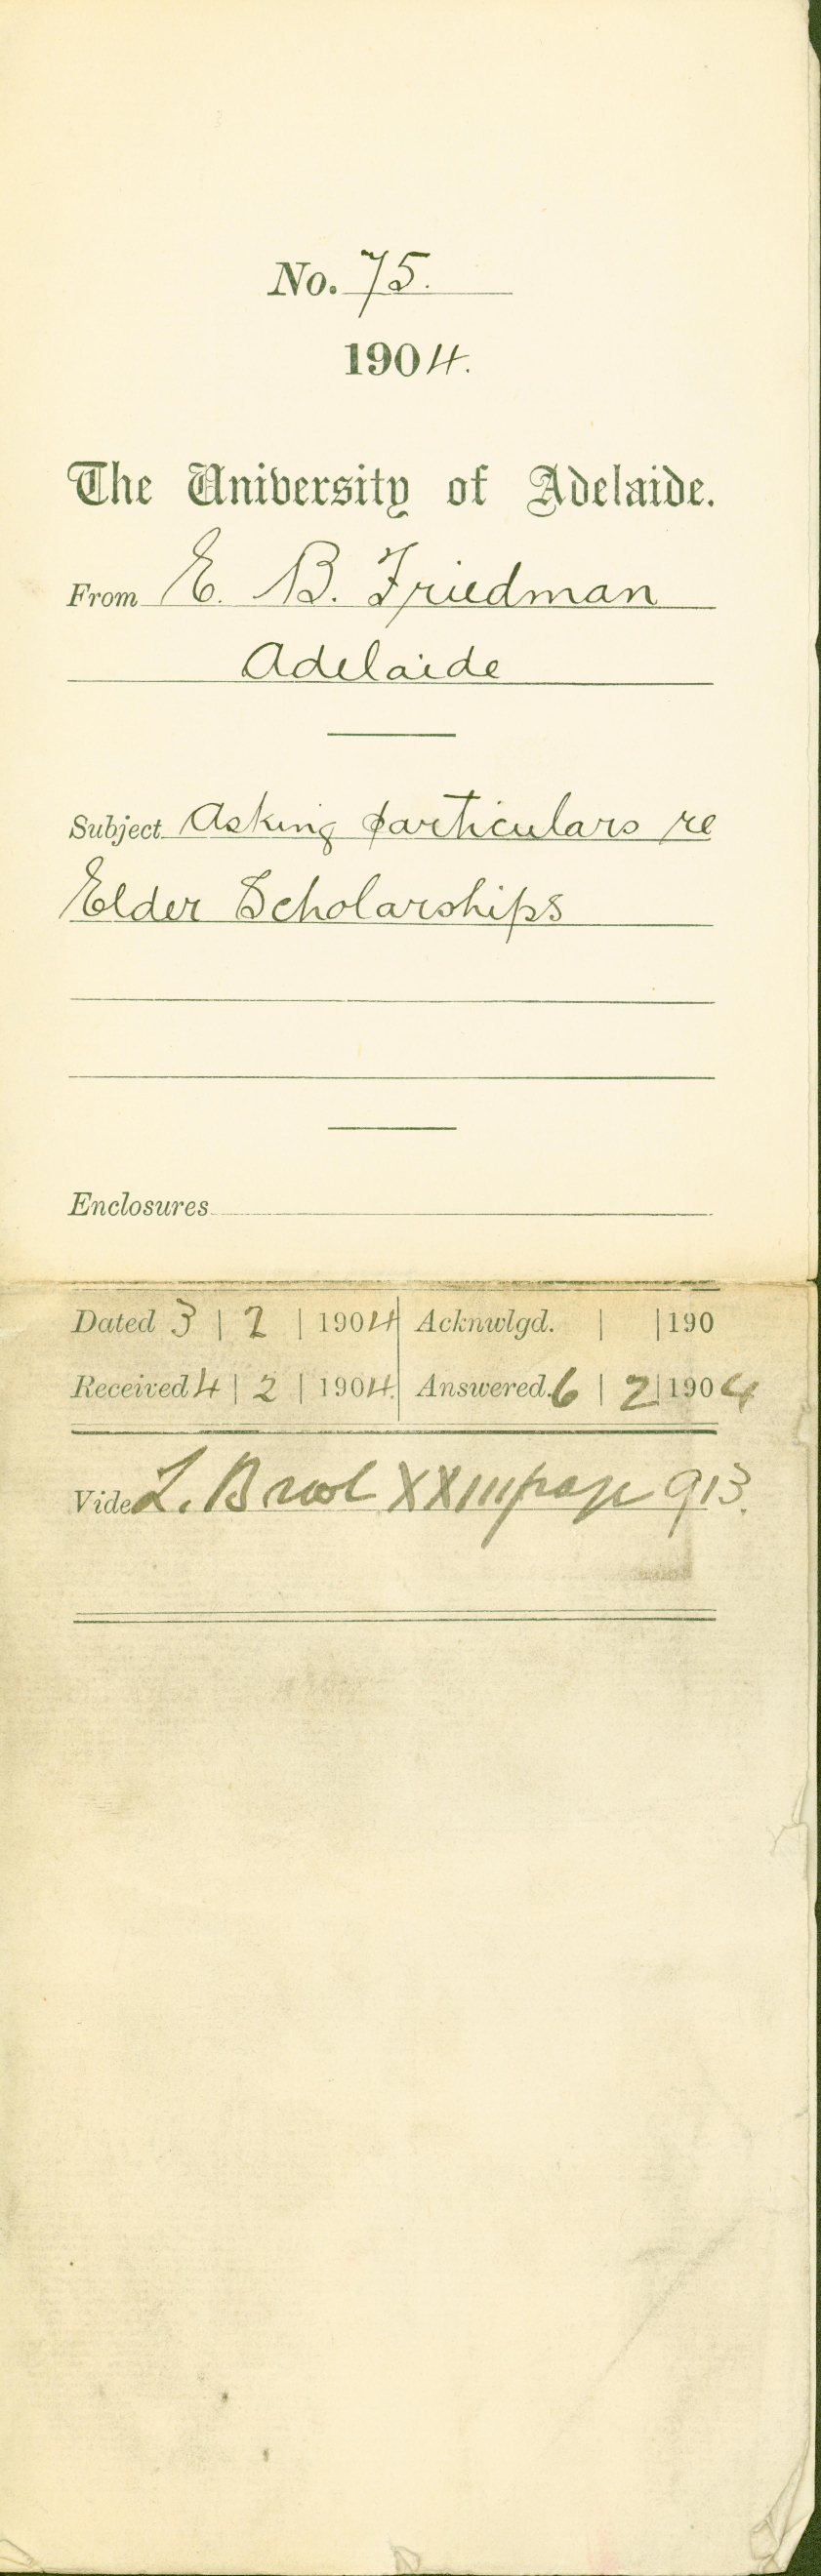 No. 75.
1904.
The University of Adelaide.
From E. B. Friedman
Adelaide
Subject Asking particulars re
Elder Scholarships
Enclosures
Dated 3 | 2 | 1904 Acknwlgd. | | 190
Received 4 | 2 | 1904. Answered. 6 | 2 | 1904
Vide L. Book XXIII page 913.